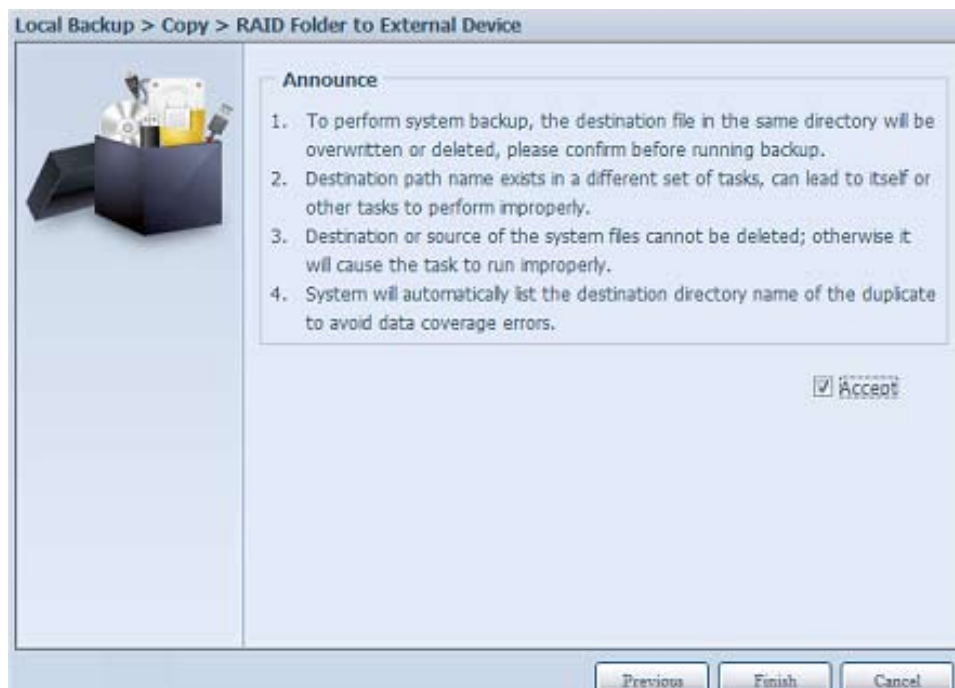 Local Backup > Copy > RAID Folder to External Device
Announce
1. To perform system backup, the destination file in the same directory will be
overwritten or deleted, please confirm before running backup.
2. Destination path name exists in a different set of tasks, can lead to itself or
other tasks to perform improperly.
3. Destination or source of the system files cannot be deleted; otherwise it
will cause the task to run improperly.
4. System will automatically list the destination directory name of the duplicate
to avoid data coverage errors.
Accept
Previous Finish Cancel